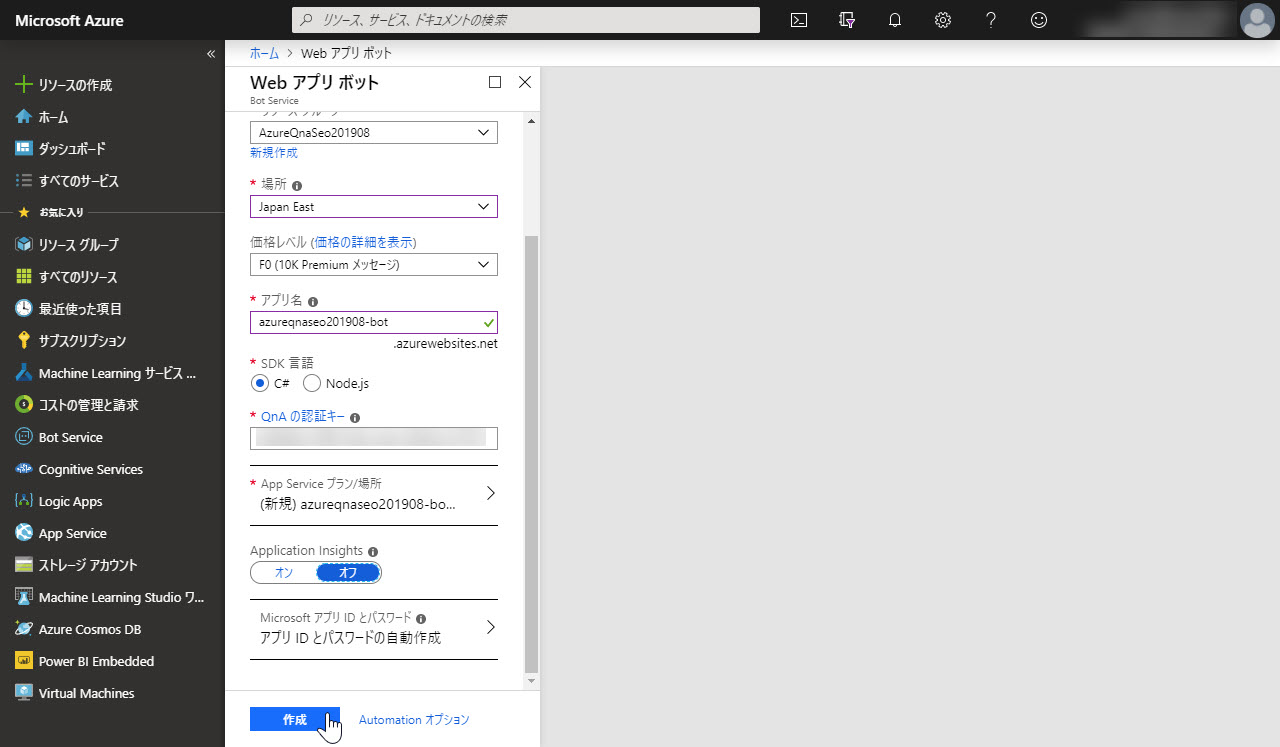 Microsoft Azure
リソース、サービス、ドキュメントの検索
«
リソースの作成
ホーム
ダッシュボード
すべてのサービス
お気に入り
リソース グループ
すべてのリソース
最近使った項目
サブスクリプション
Machine Learning サービス ...
コストの管理と請求
Bot Service
Cognitive Services
Logic Apps
App Service
ストレージ アカウント
Machine Learning Studio ワ...
Azure Cosmos DB
Power BI Embedded
Virtual Machines
ホーム > Web アプリ ボット
Web アプリ ボット
Bot Service
AzureQnaSeo201908
新規作成
* 場所
Japan East
価格レベル (価格の詳細を表示)
F0 (10K Premium メッセージ)
* アプリ名
azureqnaseo201908-bot
.azurewebsites.net
* SDK 言語
C# Node.js
* QnA の認証キー
* App Service プラン/場所
(新規) azureqnaseo201908-bo...
Application Insights
オン オフ
Microsoft アプリ ID とパスワード
アプリ ID とパスワードの自動作成
作成 Automation オプション